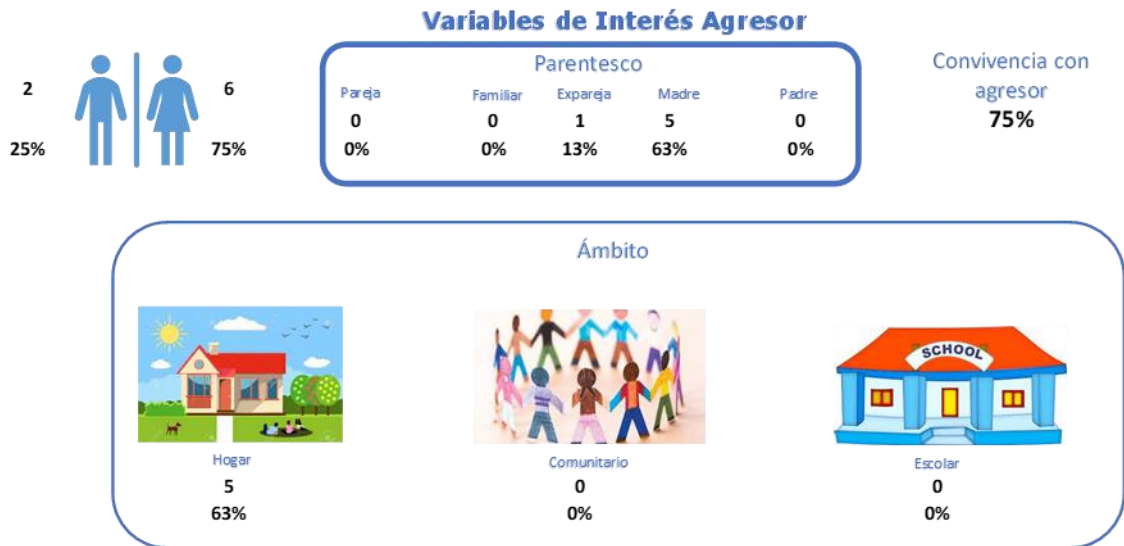 Variables de Interés Agresor
2 6
25% 75%
Parentesco
Pareja Familiar Expareja Madre Padre
0 0 1 5 0
0% 0% 13% 63% 0%
Convivencia con
agresor
75%
Ámbito
SCHOOL
Hogar Comunitario Escolar
5 0 0
63% 0% 0%